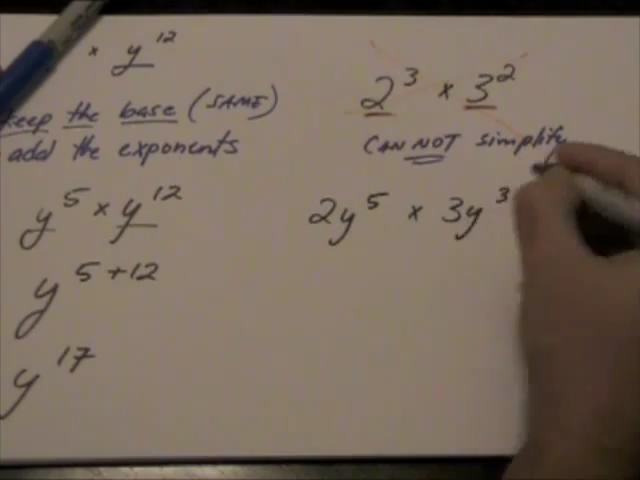 × y^12
keep the base (SAME)
add the exponents
y^5 × y^12
y^5+12
y^17
2^3 × 3^2
CAN NOT simplify
2y^5 × 3y^3